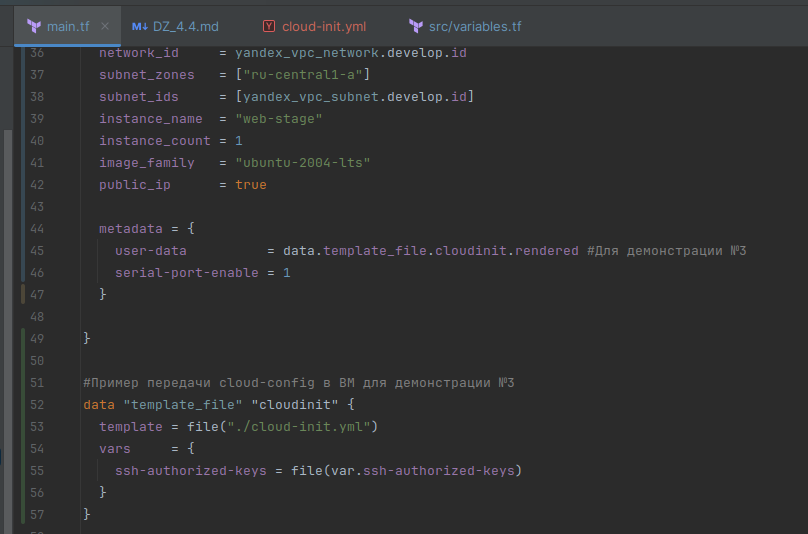 main.tf × DZ_4.4.md cloud-init.yml src/variables.tf
36 network_id = yandex_vpc_network.develop.id
37 subnet_zones = ["ru-central1-a"]
38 subnet_ids = [yandex_vpc_subnet.develop.id]
39 instance_name = "web-stage"
40 instance_count = 1
41 image_family = "ubuntu-2004-lts"
42 public_ip = true
43
44 metadata = {
45 user-data = data.template_file.cloudinit.rendered #Для демонстрации №3
46 serial-port-enable = 1
47 }
48
49 }
50
51 #Пример передачи cloud-config в ВМ для демонстрации №3
52 data "template_file" "cloudinit" {
53 template = file("./cloud-init.yml")
54 vars = {
55 ssh-authorized-keys = file(var.ssh-authorized-keys)
56 }
57 }